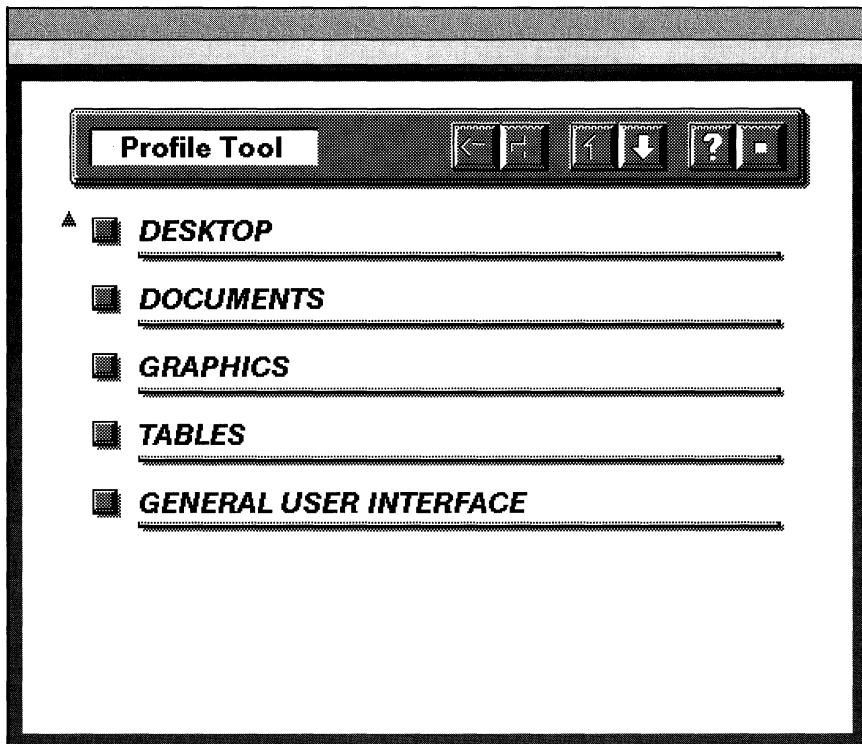 Profile Tool
?
DESKTOP
DOCUMENTS
GRAPHICS
TABLES
GENERAL USER INTERFACE